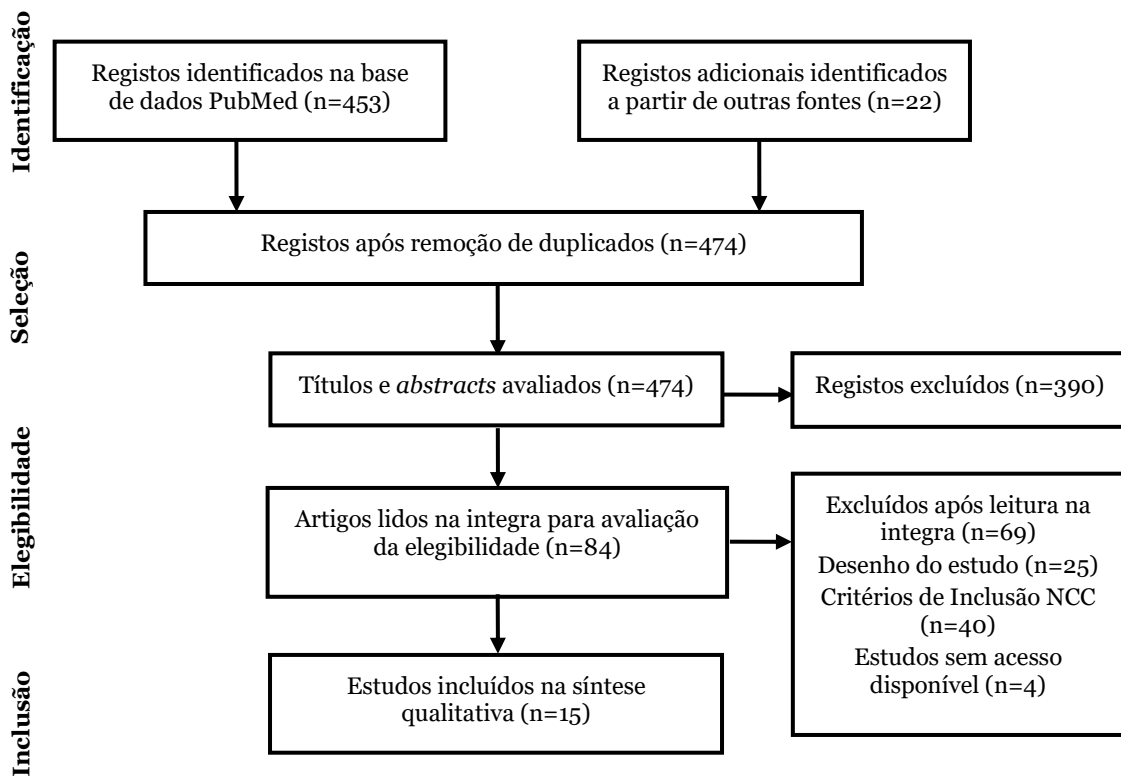 Identificação
Registos identificados na base
de dados PubMed (n=453)
Registos adicionais identificados
a partir de outras fontes (n=22)
Seleção
Registos após remoção de duplicados (n=474)
Títulos e abstracts avaliados (n=474)
Registos excluídos (n=390)
Elegibilidade
Artigos lidos na integra para avaliação
da elegibilidade (n=84)
Excluídos após leitura na
integra (n=69)
Desenho do estudo (n=25)
Critérios de Inclusão NCC
(n=40)
Estudos sem acesso
disponível (n=4)
Inclusão
Estudos incluídos na síntese
qualitativa (n=15)